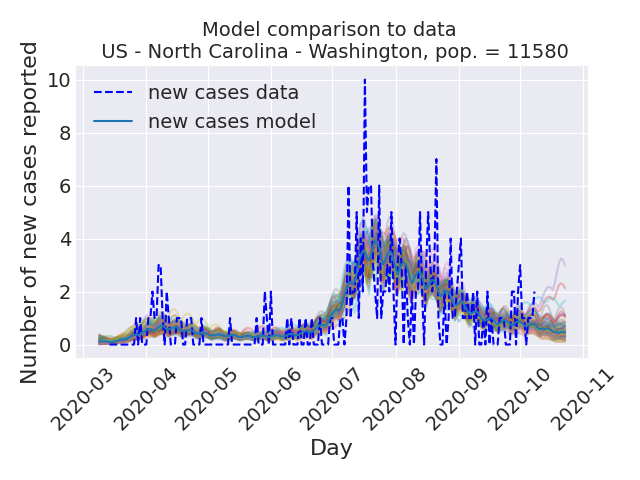 Model comparison to data
US - North Carolina - Washington, pop. = 11580
Number of new cases reported
10
8
6
4
2
0
new cases data
new cases model
2020-03
2020-04
2020-05
2020-06
2020-07
2020-08
2020-09
2020-10
2020-11
Day